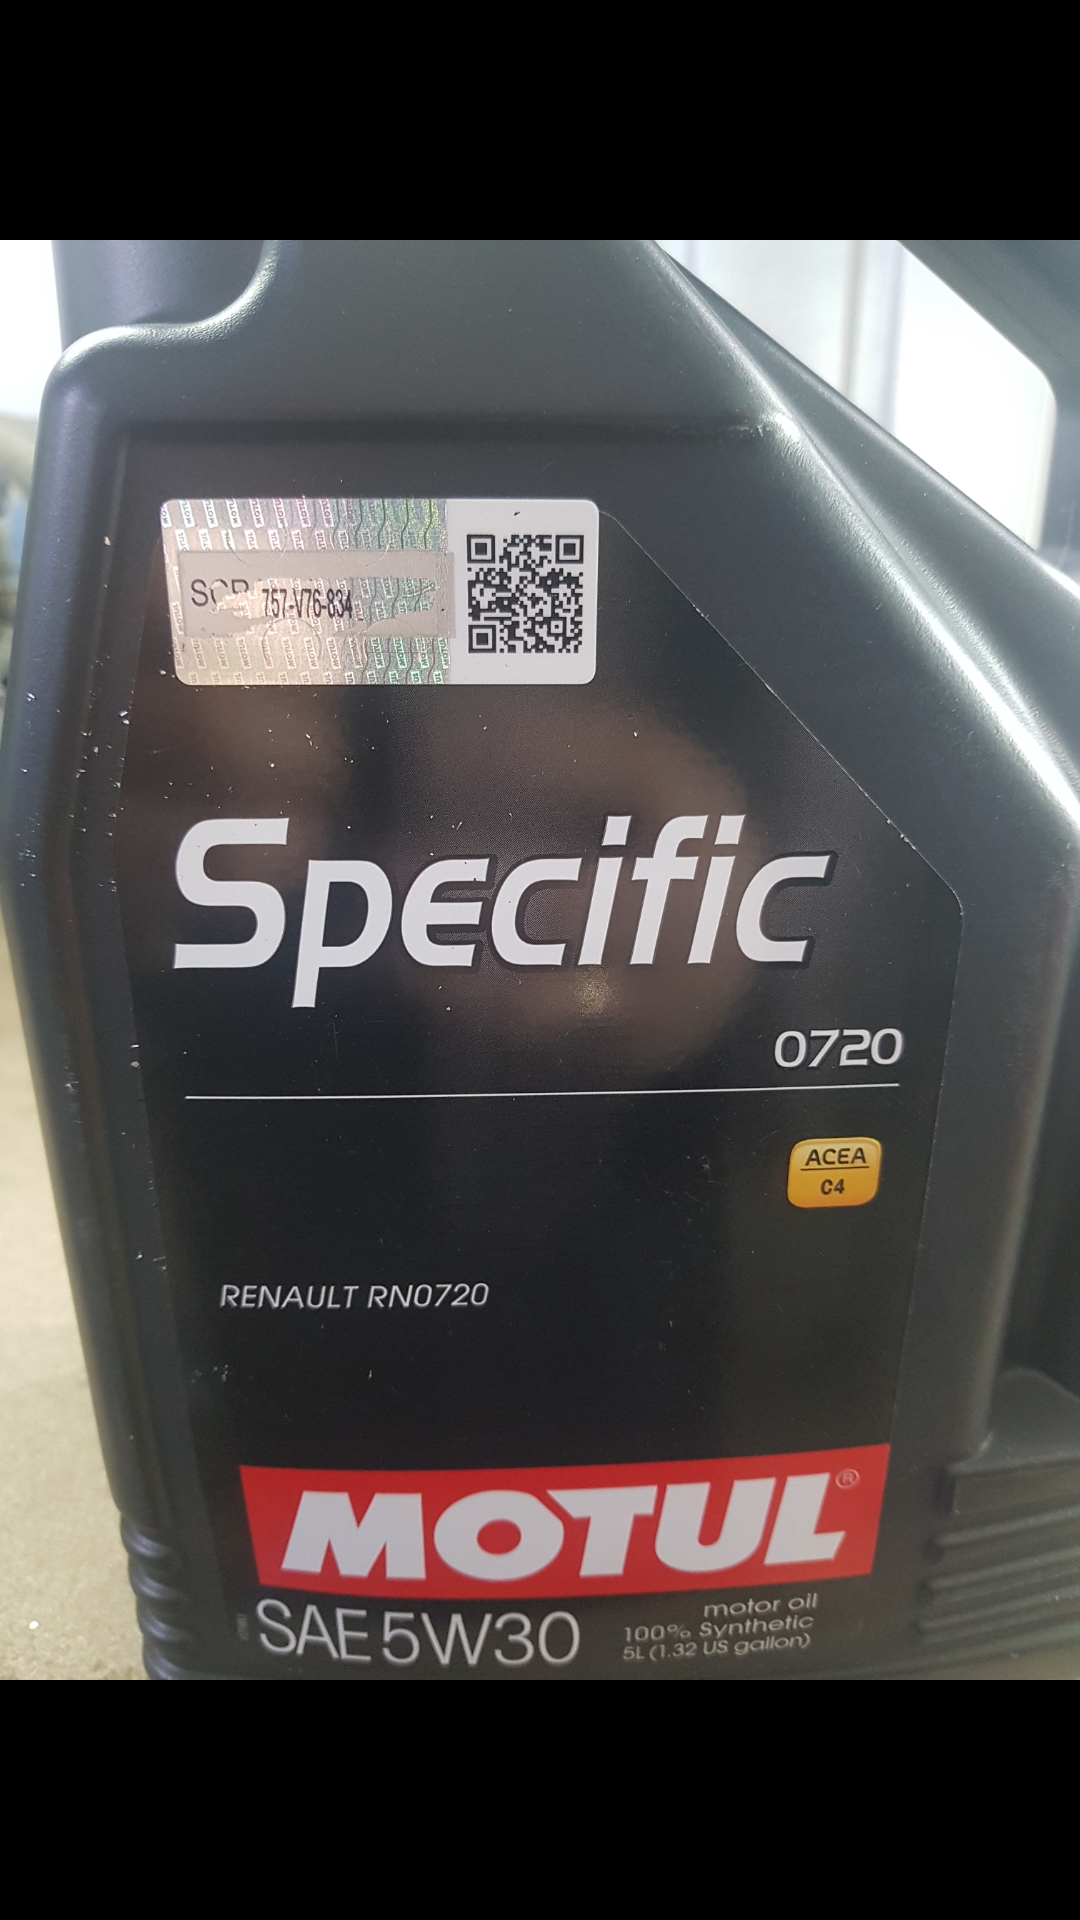 757-V76-834
Specific
0720
ACEA
C4
RENAULT RN0720
MOTUL®
SAE 5W30
motor oil
100% Synthetic
5L (1.32 US gallon)